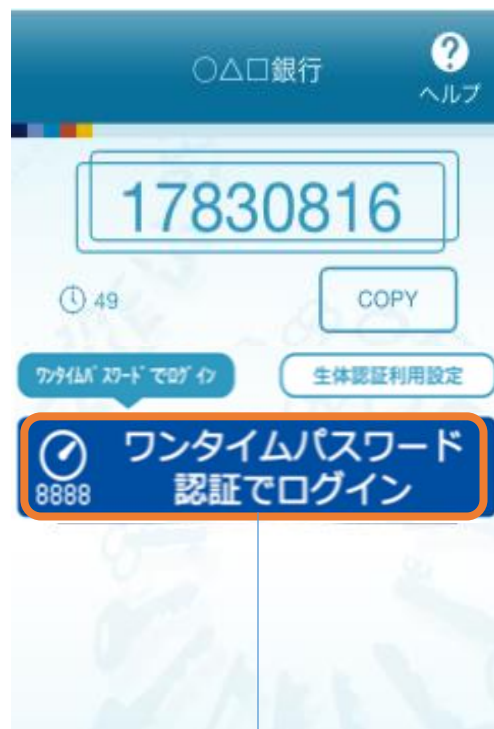 ○△□銀行
?
ヘルプ
17830816
49
COPY
ﾜﾝﾀｲﾑﾊﾟｽﾜｰﾄﾞでﾛｸﾞｲﾝ
生体認証利用設定
ワンタイムパスワード
認証でログイン
8888